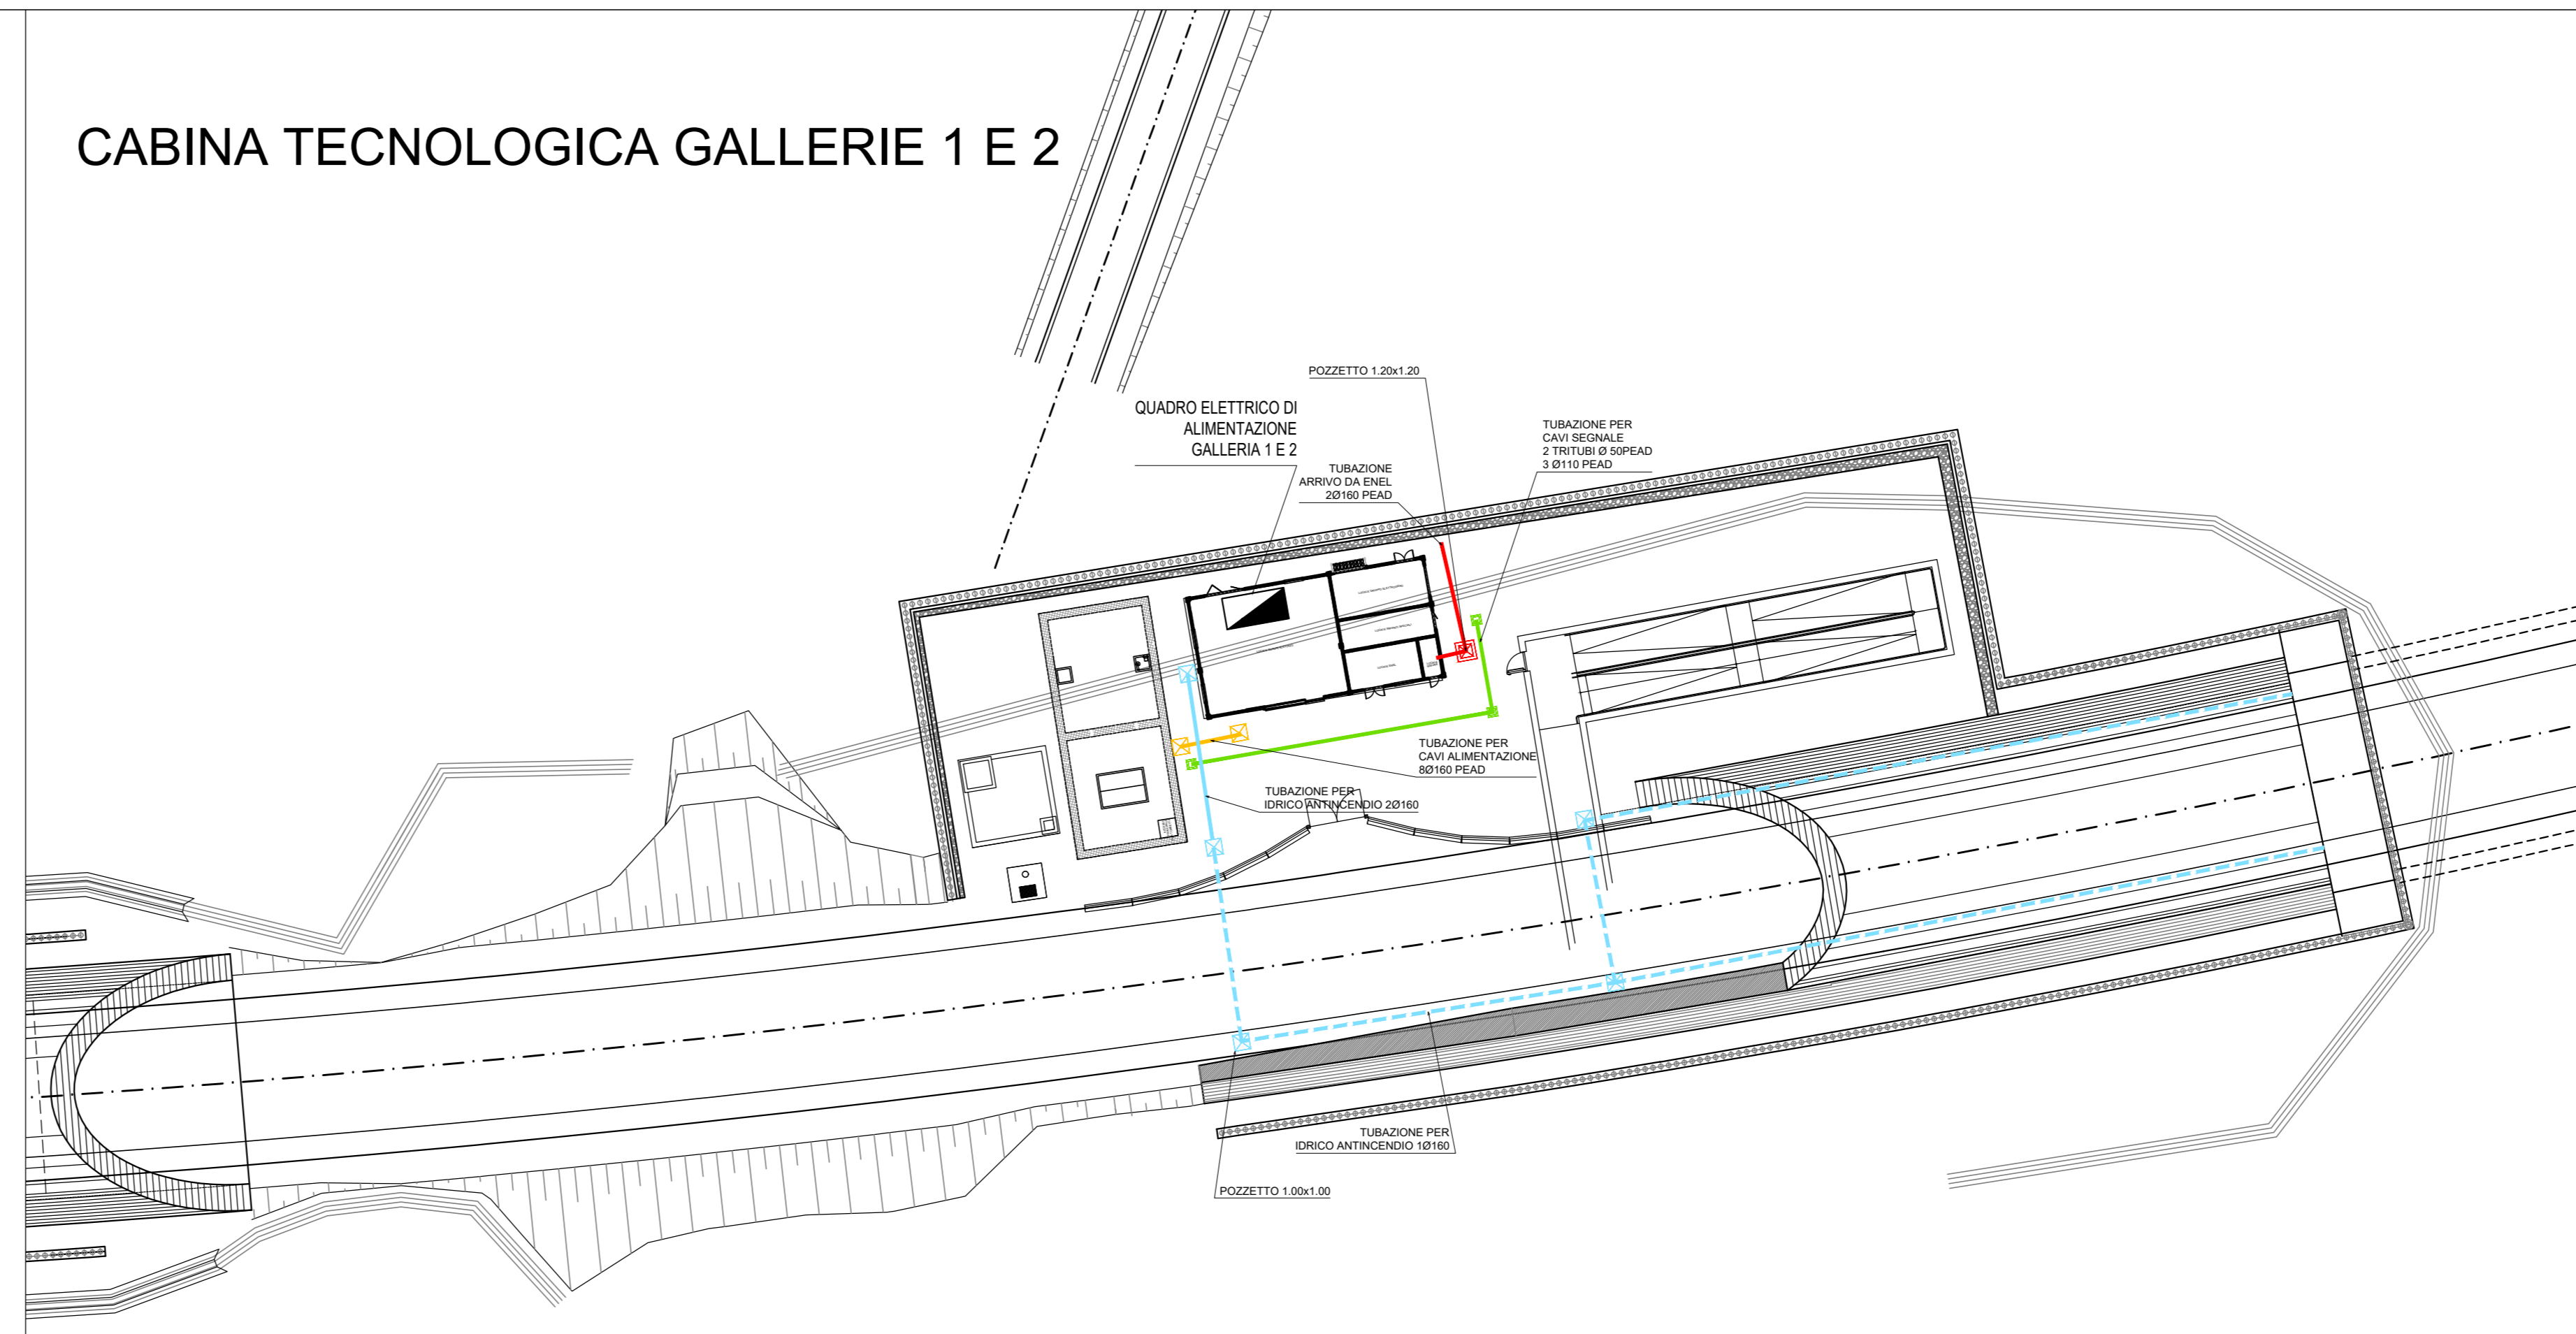 CABINA TECNOLOGICA GALLERIE 1 E 2
POZZETTO 1.20x1.20
QUADRO ELETTRICO DI
ALIMENTAZIONE
GALLERIA 1 E 2
TUBAZIONE PER
CAVI SEGNALE
2 TRITUBI Ø 50PEAD
3 Ø110 PEAD
TUBAZIONE
ARRIVO DA ENEL
2Ø160 PEAD
TUBAZIONE PER
CAVI ALIMENTAZIONE
8Ø160 PEAD
TUBAZIONE PER
IDRICO ANTINCENDIO 2Ø160
TUBAZIONE PER
IDRICO ANTINCENDIO 1Ø160
POZZETTO 1.00x1.00